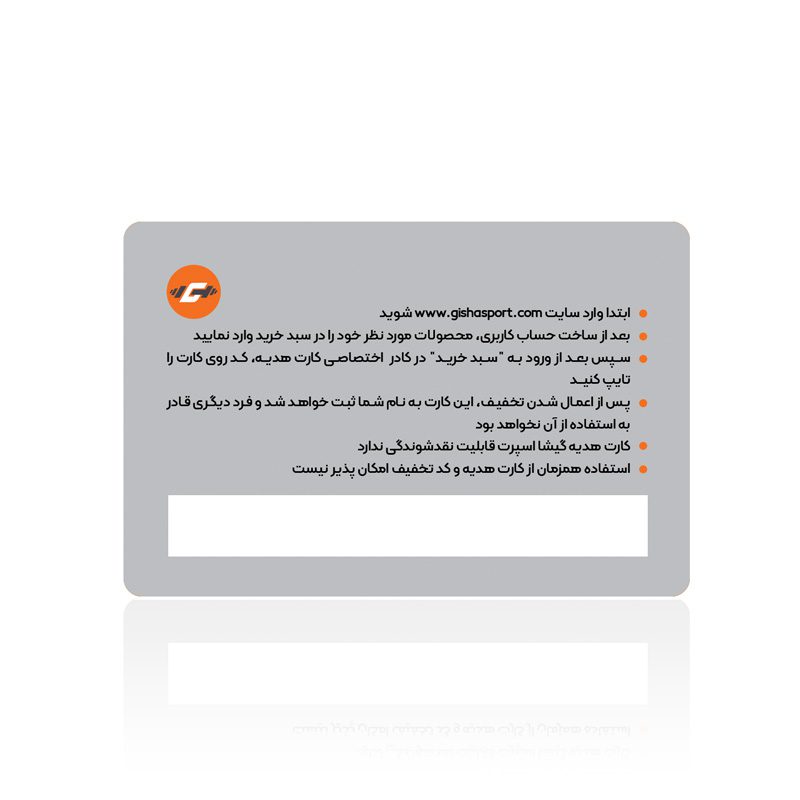 ابتدا وارد سایت www.gishasport.com شوید
بعد از ساخت حساب کاربری، محصولات مورد نظر خود را در سبد خرید وارد نمایید
سپس بعد از ورود به "سبد خرید" در کادر اختصاصی کارت هدیه، کد روی کارت را
تایپ کنید
پس از اعمال شدن تخفیف، این کارت به نام شما ثبت خواهد شد و فرد دیگری قادر
به استفاده از آن نخواهد بود
کارت هدیه گیشا اسپرت قابلیت نقدشوندگی ندارد
استفاده همزمان از کارت هدیه و کد تخفیف امکان پذیر نیست